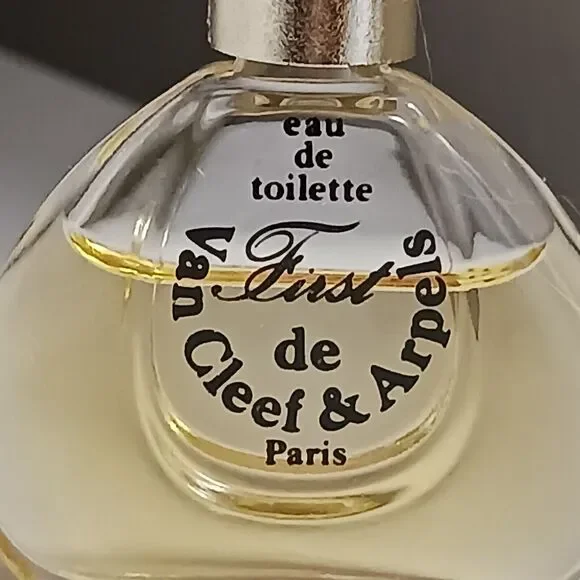 eau
de
toilette
First
de
Van Cleef & Arpels
Paris